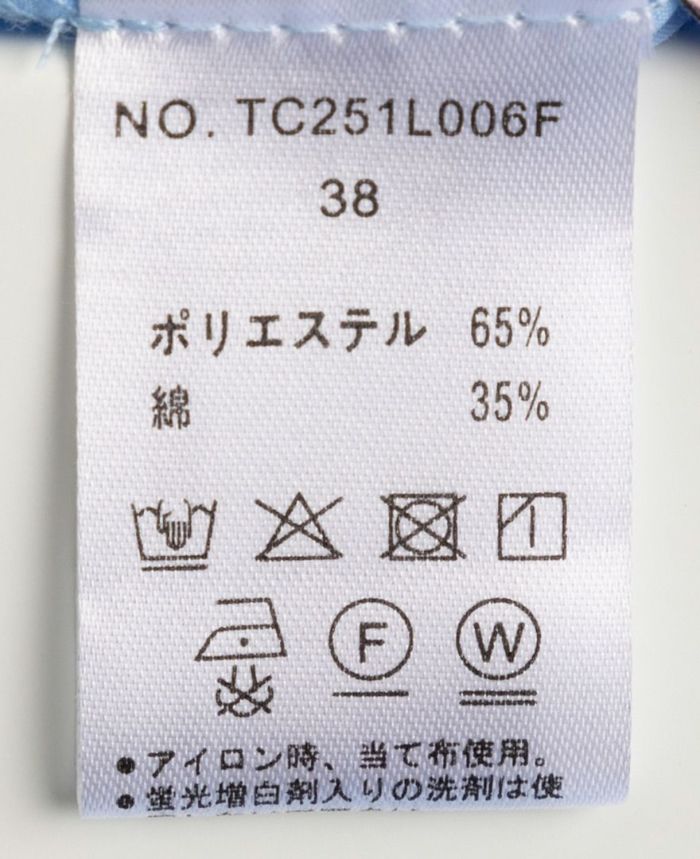 NO. TC251L006F
38
ポリエステル 65%
綿 35%
F W
●アイロン時、当て布使用。
●蛍光増白剤入りの洗剤は使